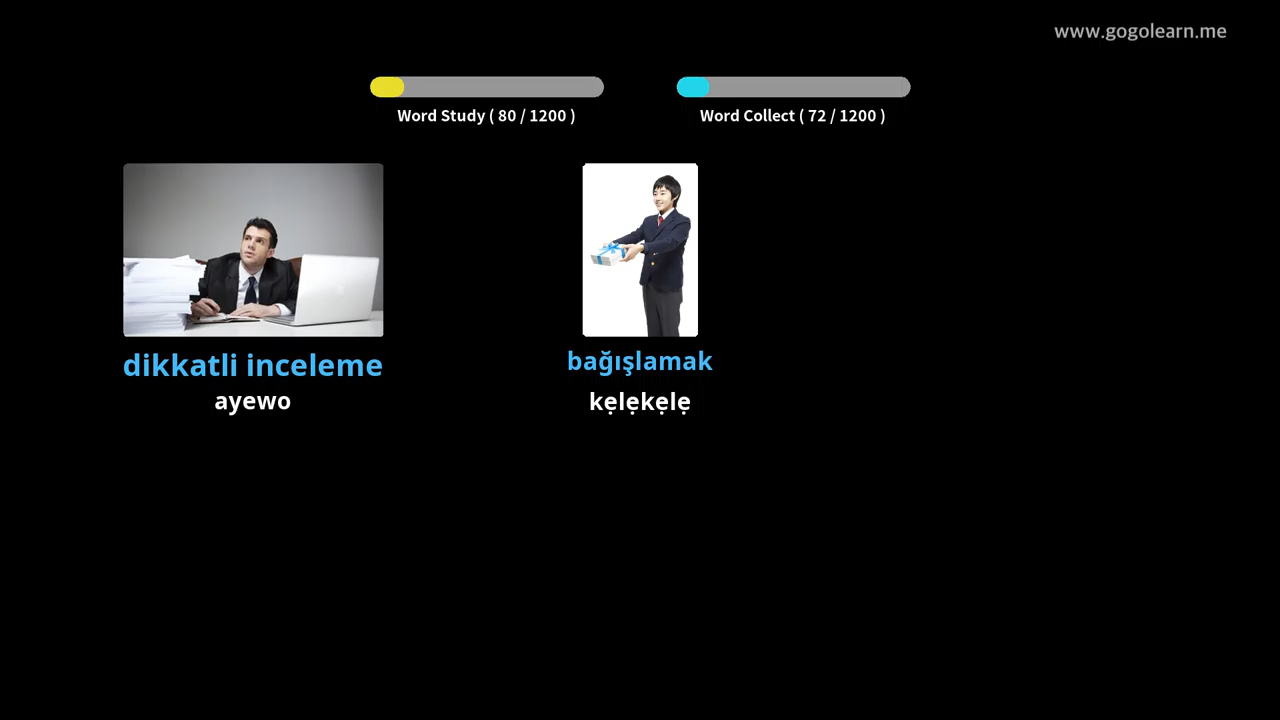 www.gogolearn.me
Word Study ( 80 / 1200 )
Word Collect ( 72 / 1200 )
dikkatli inceleme
ayewo
bağışlamak
kẹlẹkẹlẹ